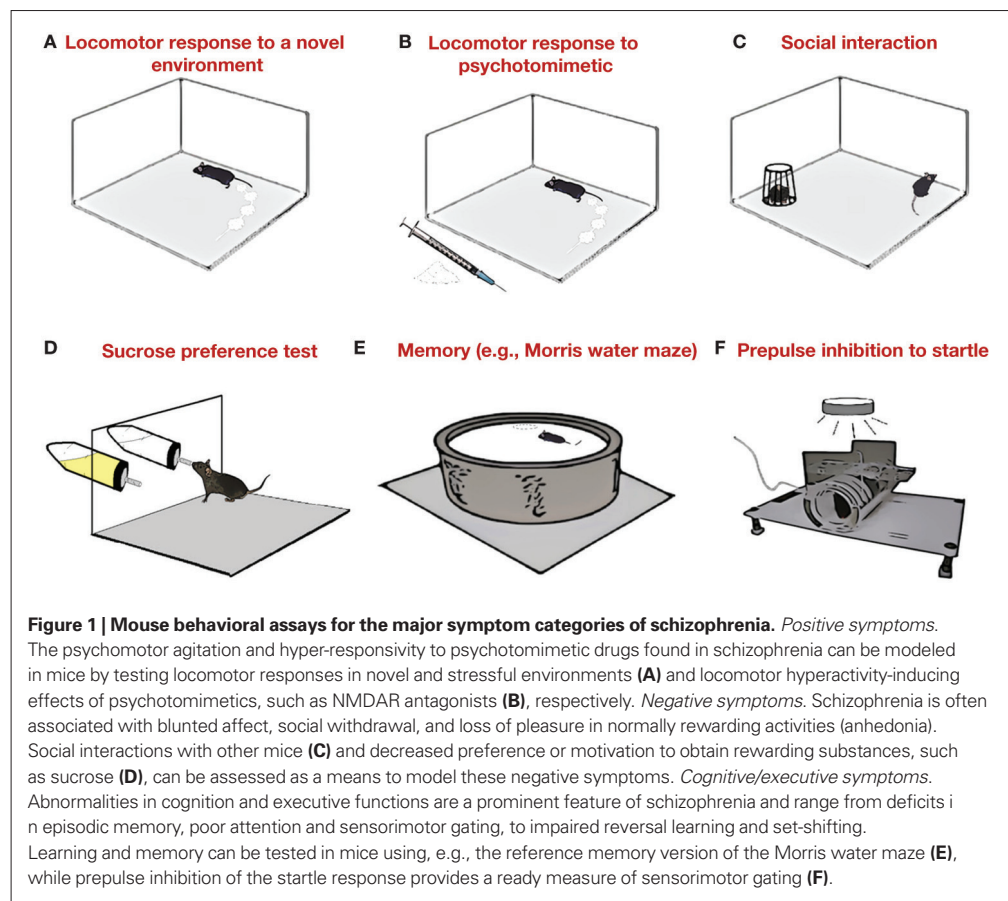 A Locomotor response to a novel
environment
B Locomotor response to
psychotomimetic
C Social interaction
D Sucrose preference test
E Memory (e.g., Morris water maze)
F Prepulse inhibition to startle
Figure 1 | Mouse behavioral assays for the major symptom categories of schizophrenia. Positive symptoms.
The psychomotor agitation and hyper-responsivity to psychotomimetic drugs found in schizophrenia can be modeled
in mice by testing locomotor responses in novel and stressful environments (A) and locomotor hyperactivity-inducing
effects of psychotomimetics, such as NMDAR antagonists (B), respectively. Negative symptoms. Schizophrenia is often
associated with blunted affect, social withdrawal, and loss of pleasure in normally rewarding activities (anhedonia).
Social interactions with other mice (C) and decreased preference or motivation to obtain rewarding substances, such
as sucrose (D), can be assessed as a means to model these negative symptoms. Cognitive/executive symptoms.
Abnormalities in cognition and executive functions are a prominent feature of schizophrenia and range from deficits i
n episodic memory, poor attention and sensorimotor gating, to impaired reversal learning and set-shifting.
Learning and memory can be tested in mice using, e.g., the reference memory version of the Morris water maze (E),
while prepulse inhibition of the startle response provides a ready measure of sensorimotor gating (F).